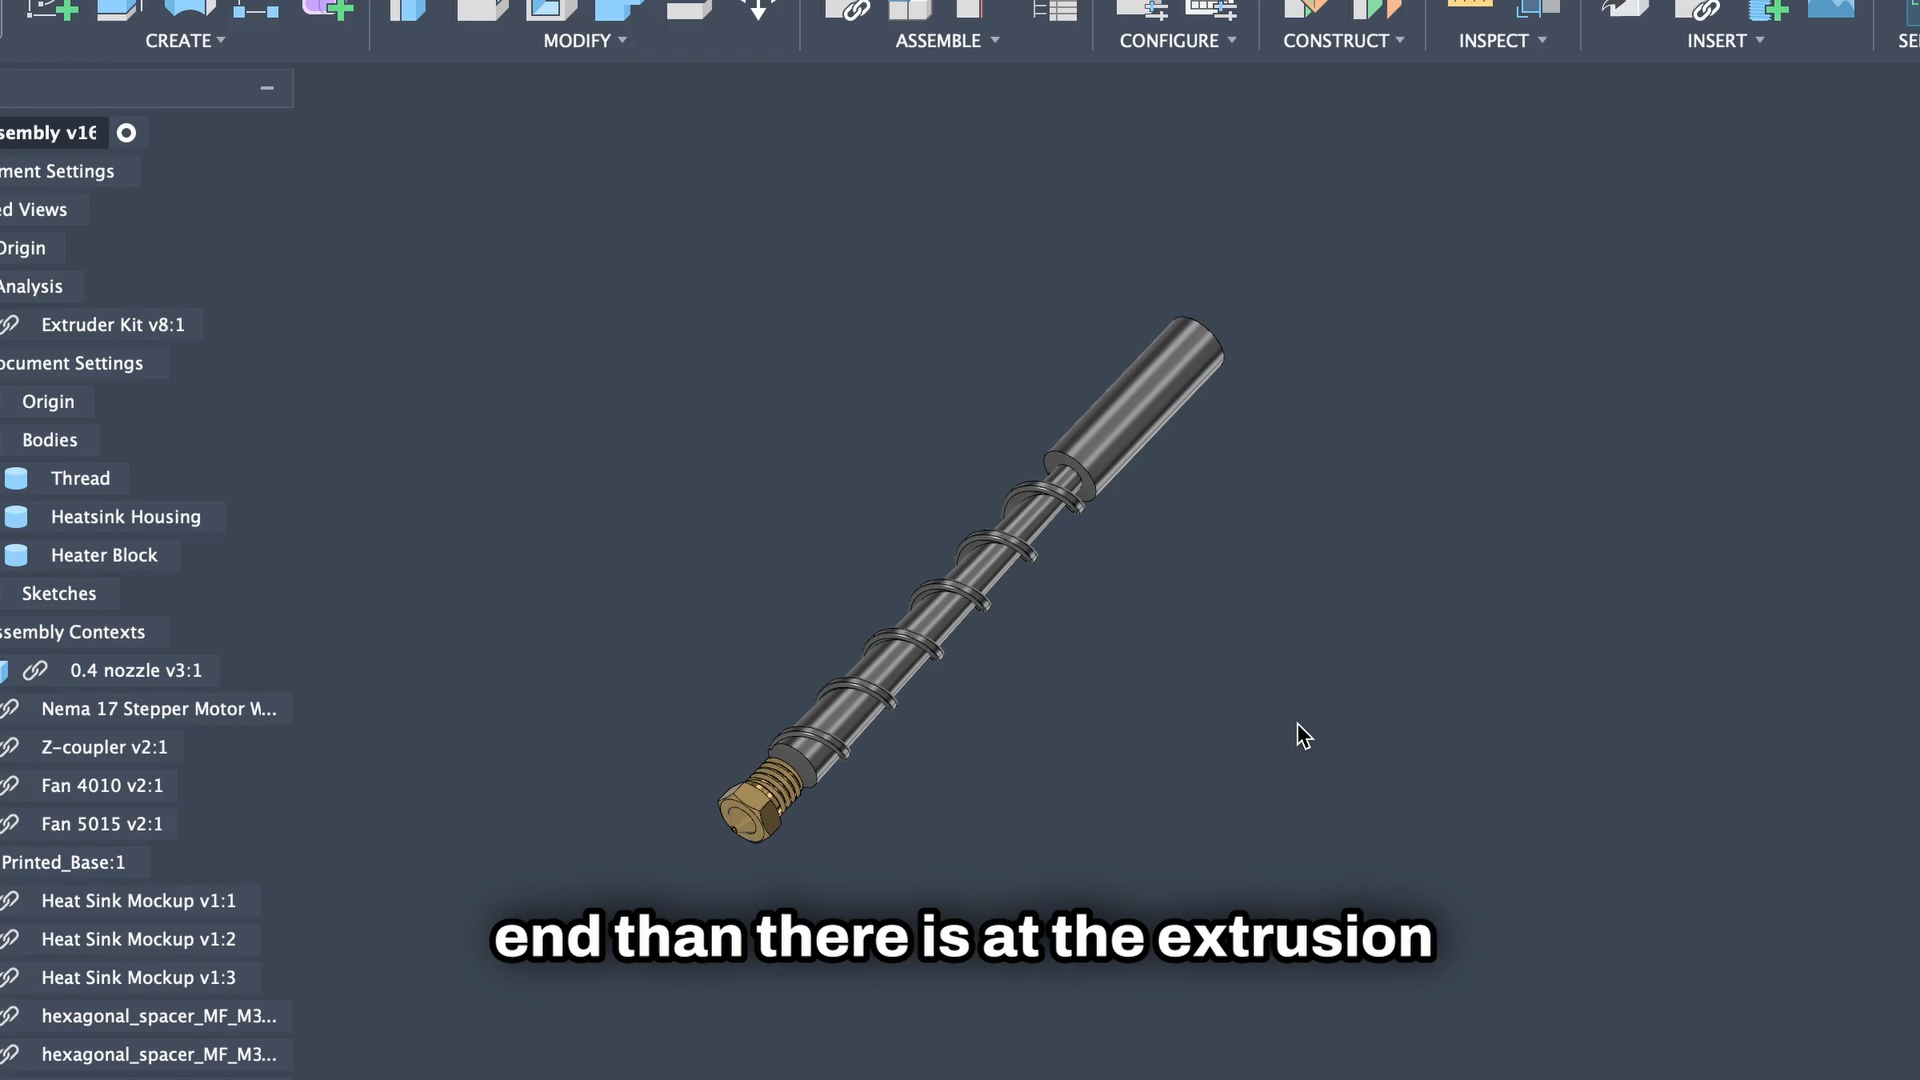 CREATE
MODIFY
ASSEMBLE
CONFIGURE
CONSTRUCT
INSPECT
INSERT
SE
sembly v16
ment Settings
ed Views
Origin
Analysis
Extruder Kit v8:1
ocument Settings
Origin
Bodies
Thread
Heatsink Housing
Heater Block
Sketches
ssembly Contexts
0.4 nozzle v3:1
Nema 17 Stepper Motor W...
Z-coupler v2:1
Fan 4010 v2:1
Fan 5015 v2:1
Printed_Base:1
Heat Sink Mockup v1:1
Heat Sink Mockup v1:2
Heat Sink Mockup v1:3
hexagonal_spacer_MF_M3...
hexagonal_spacer_MF_M3...
end than there is at the extrusion